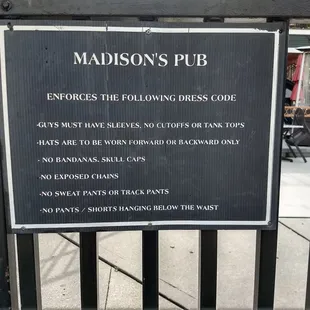 MADISON'S PUB
ENFORCES THE FOLLOWING DRESS CODE
-GUYS MUST HAVE SLEEVES, NO CUTOFFS OR TANK TOPS
-HATS ARE TO BE WORN FORWARD OR BACKWARD ONLY
- NO BANDANAS, SKULL CAPS
-NO EXPOSED CHAINS
-NO SWEAT PANTS OR TRACK PANTS
-NO PANTS / SHORTS HANGING BELOW THE WAIST